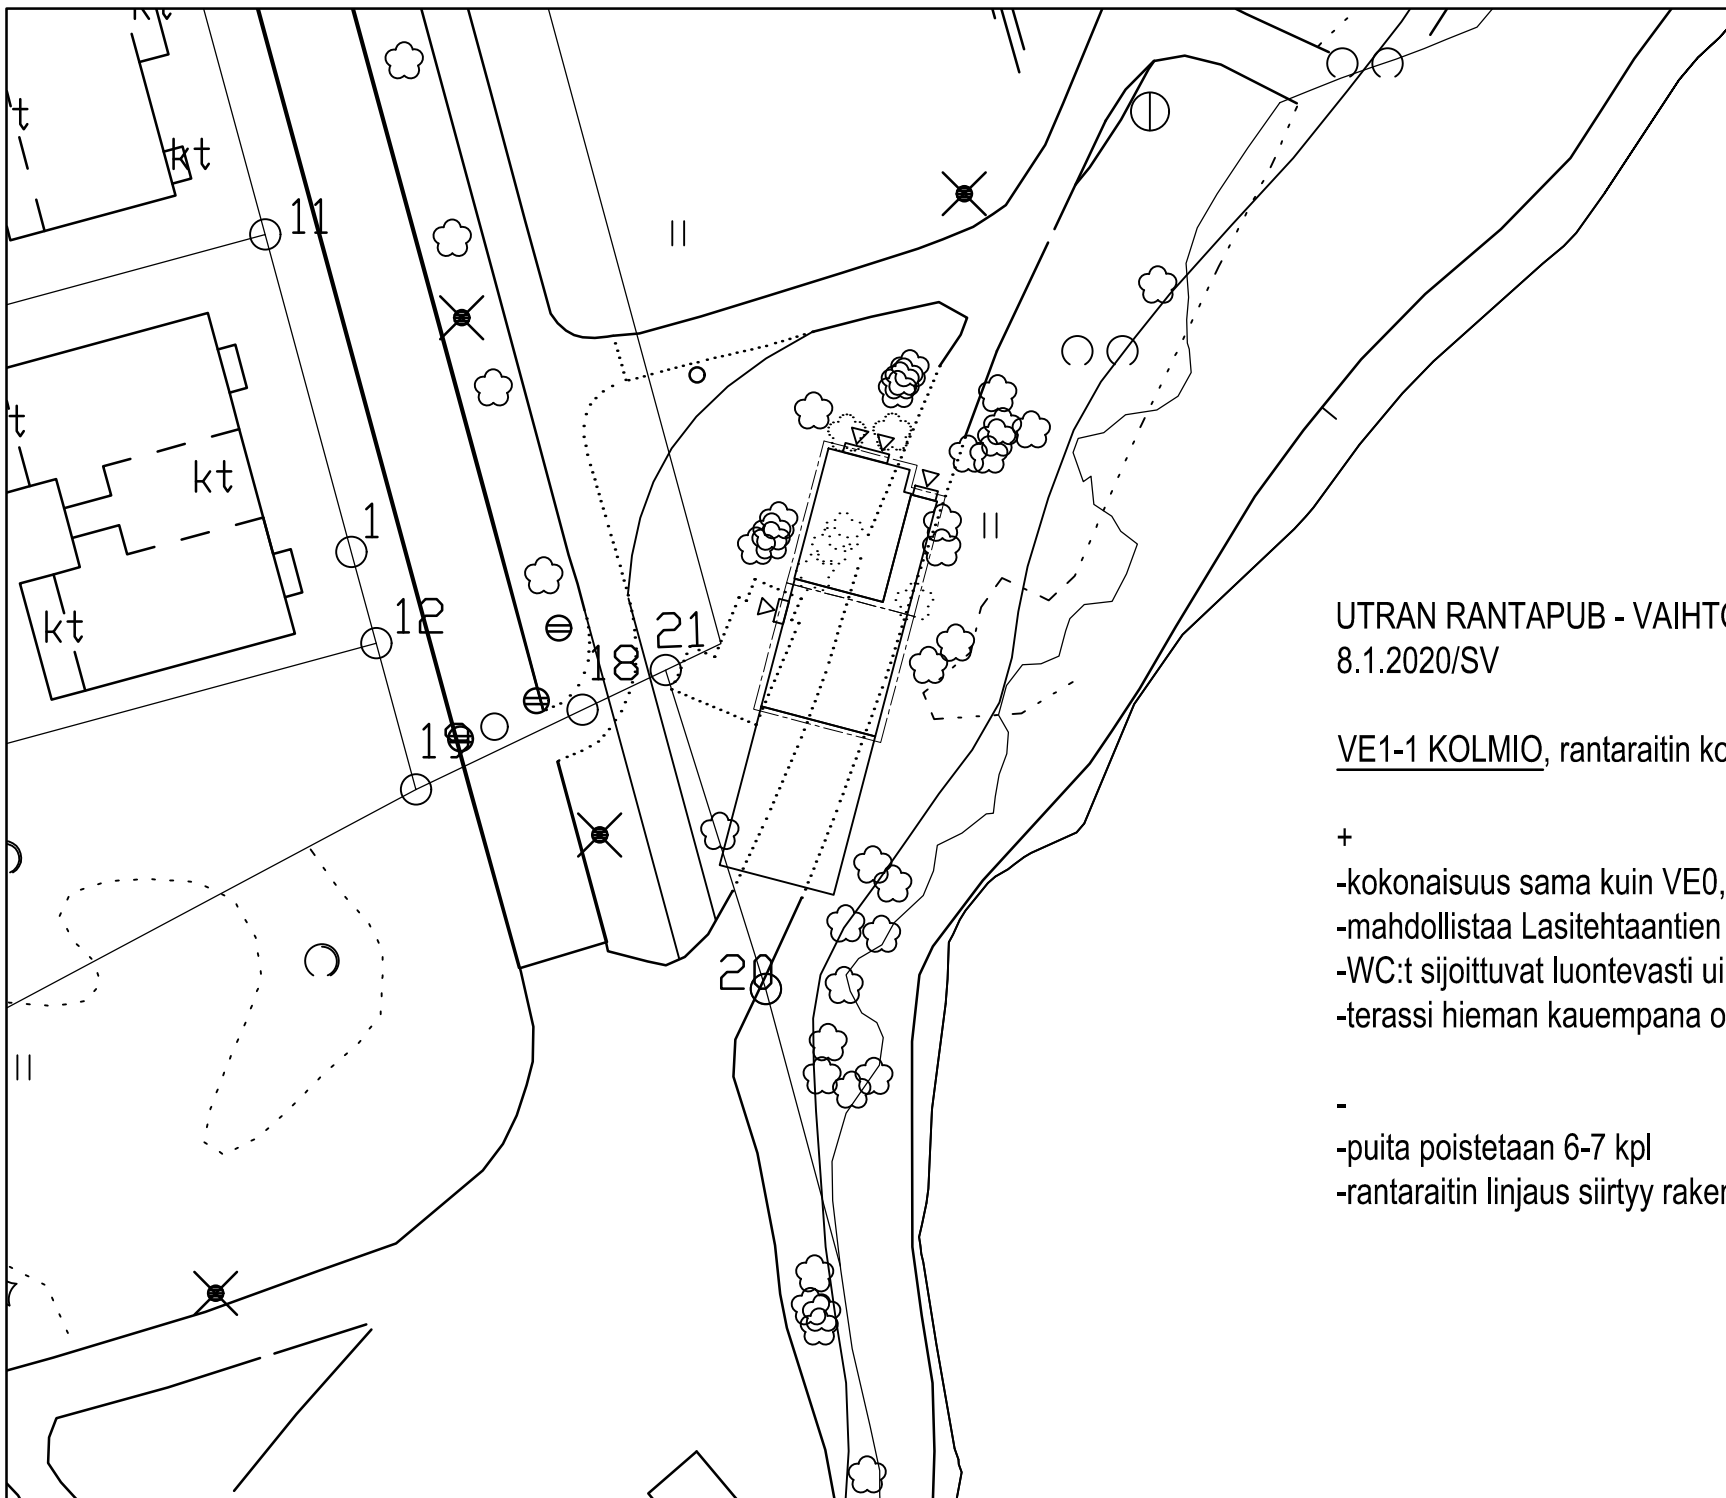 kt
11
1
kt
12
kt
21
18
19
20
UTRAN RANTAPUB - VAIHTO
8.1.2020/SV
VE1-1 KOLMIO, rantaraitin ko
+
-kokonaisuus sama kuin VE0,
-mahdollistaa Lasitehtaantien
-WC:t sijoittuvat luontevasti ui
-terassi hieman kauempana o
-
-puita poistetaan 6-7 kpl
-rantaraitin linjaus siirtyy raken